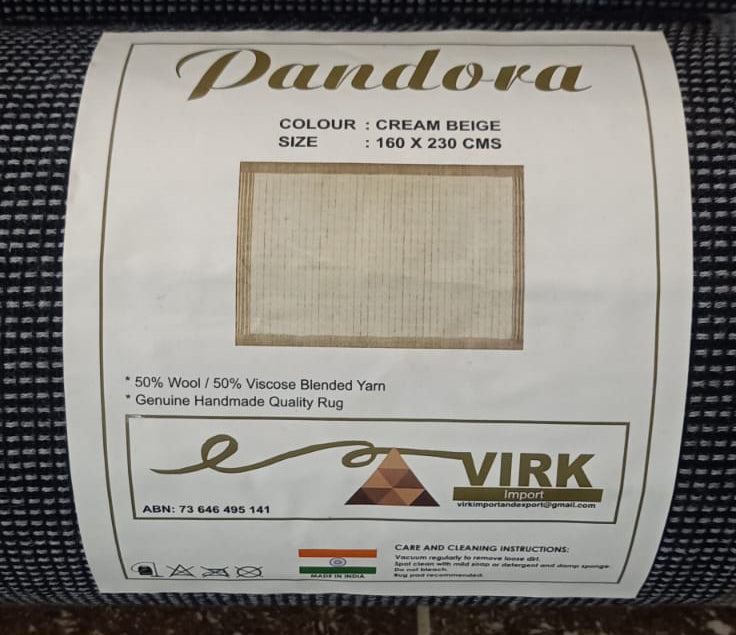 Pandora
COLOUR : CREAM BEIGE
SIZE : 160 X 230 CMS
* 50% Wool / 50% Viscose Blended Yarn
* Genuine Handmade Quality Rug
VIRK
Import
virkimportandexport@gmail.com
ABN: 73 646 495 141
MADE IN INDIA
CARE AND CLEANING INSTRUCTIONS:
Vacuum regularly to remove loose dirt.
Spot clean with mild soap or detergent and damp sponge.
Do not bleach.
Rug pad recommended.